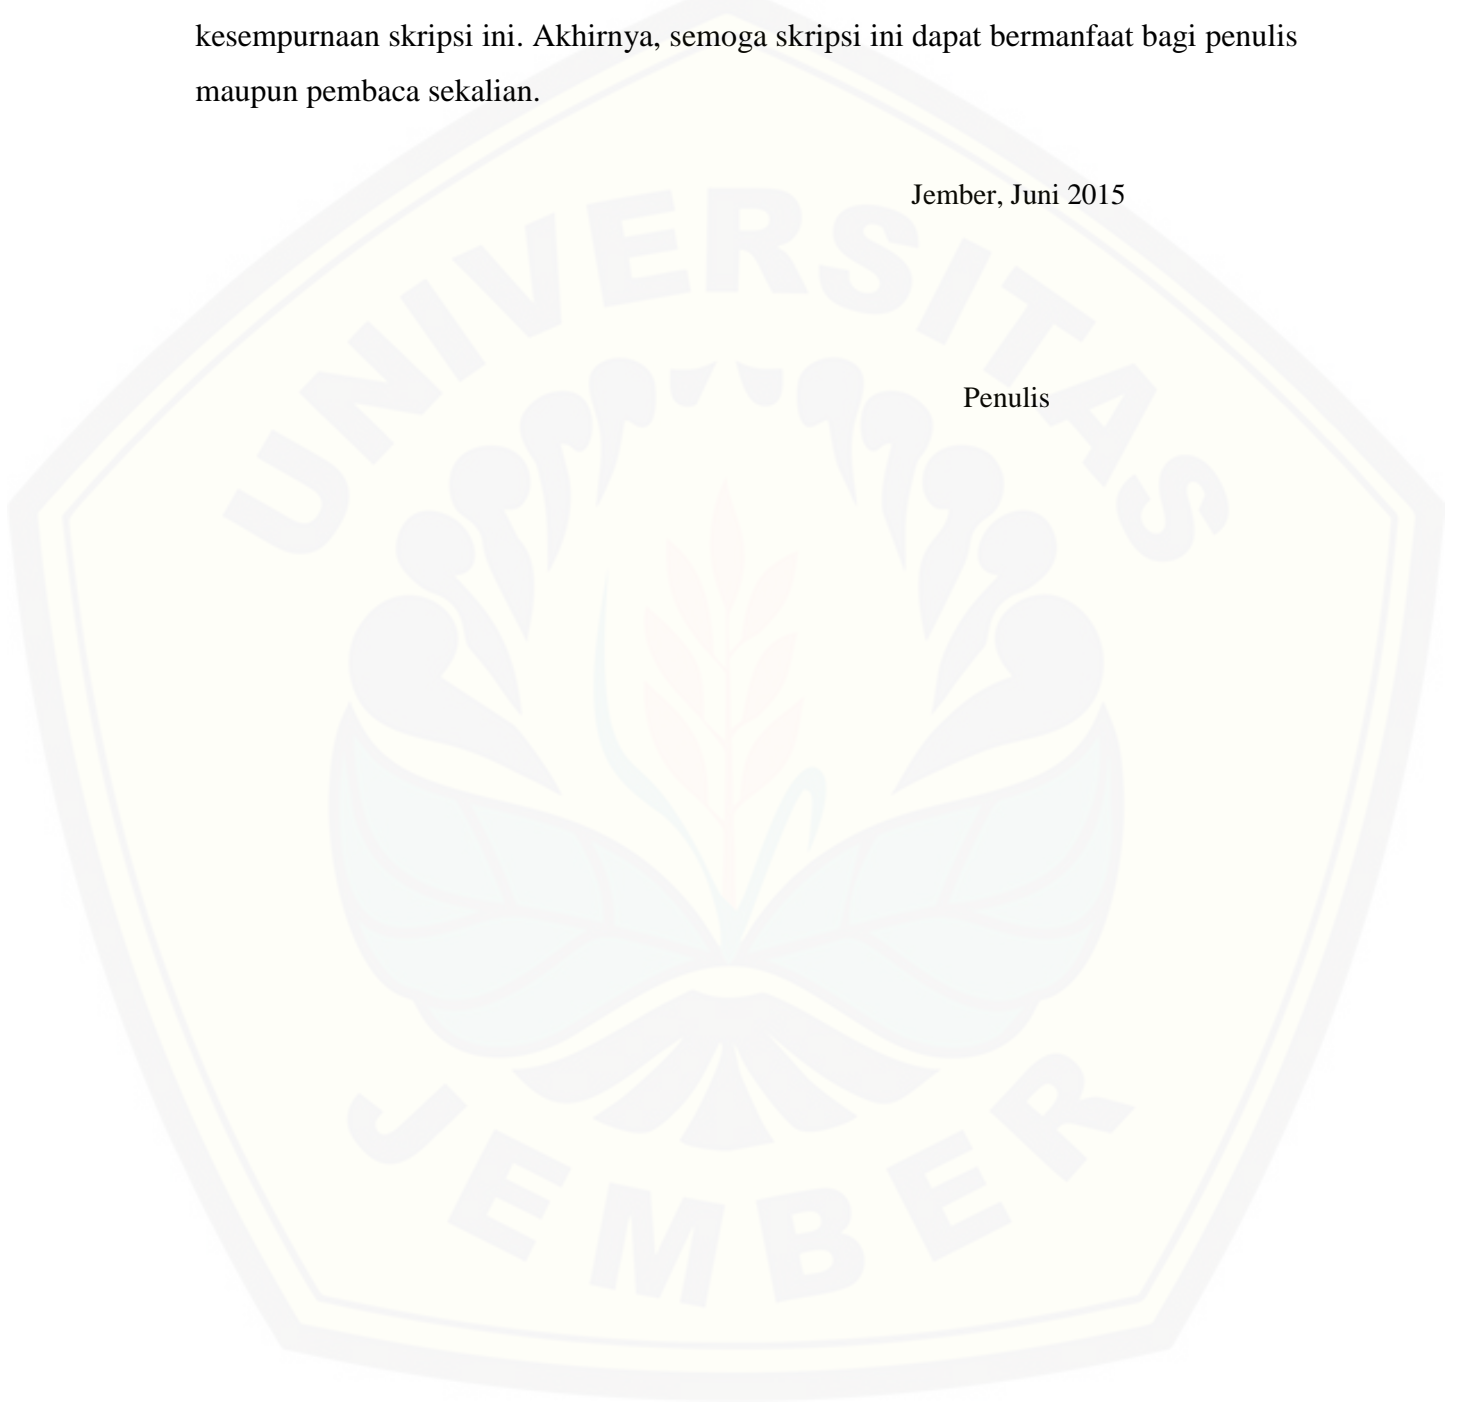 kesempurnaan skripsi ini. Akhirnya, semoga skripsi ini dapat bermanfaat bagi penulis
maupun pembaca sekalian.
Jember, Juni 2015
UNIVERSITAS
Penulis
JEMBER